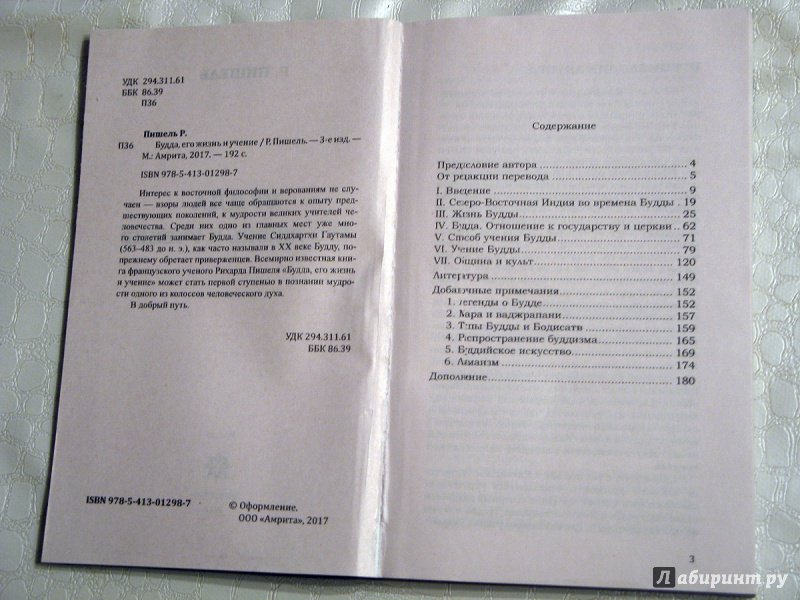 УДК 294.311.61
ББК 86.39
П36
Пишель Р.
П36 Будда, его жизнь и учение / Р. Пишель. — 3-е изд. —
М.: Амрита, 2017. — 192 с.
ISBN 978-5-413-01298-7
Интерес к восточной философии и верованиям не слу-
чаен — взоры людей все чаще обращаются к опыту пред-
шествующих поколений, к мудрости великих учителей че-
ловечества. Среди них одно из главных мест уже мно-
го столетий занимает Будда. Учение Сиддхартхи Гаутамы
(563–483 до н. э.), как часто называли в XX веке Будду, по-
прежнему обретает приверженцев. Всемирно известная кни-
га французского ученого Рихарда Пишеля «Будда, его жизнь
и учение» может стать первой ступенью в познании мудро-
сти одного из колоссов человеческого духа.
В добрый путь.
УДК 294.311.61
ББК 86.39
ISBN 978-5-413-01298-7
© Оформление.
ООО «Амрита», 2017
Содержание
Предисловие автора 4
От редакции перевода 5
I. Введение 9
II. Северо-Восточная Индия во времена Будды 19
III. Жизнь Будды 25
IV. Будда. Отношение к государству и церкви 62
V. Способ учения Будды 71
VI. Учение Будды 79
VII. Община и культ 120
Литература 149
Добавочные примечания 152
1. Легенды о Будде 152
2. Мара и ваджрапани 157
3. Типы Будды и Бодисатв 159
4. Распространение буддизма 165
5. Буддийское искусство 169
6. Ламаизм 174
Дополнение 180
3
Лабиринт.ру